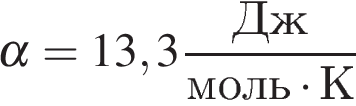 α = 13,3 Дж/(моль · К)